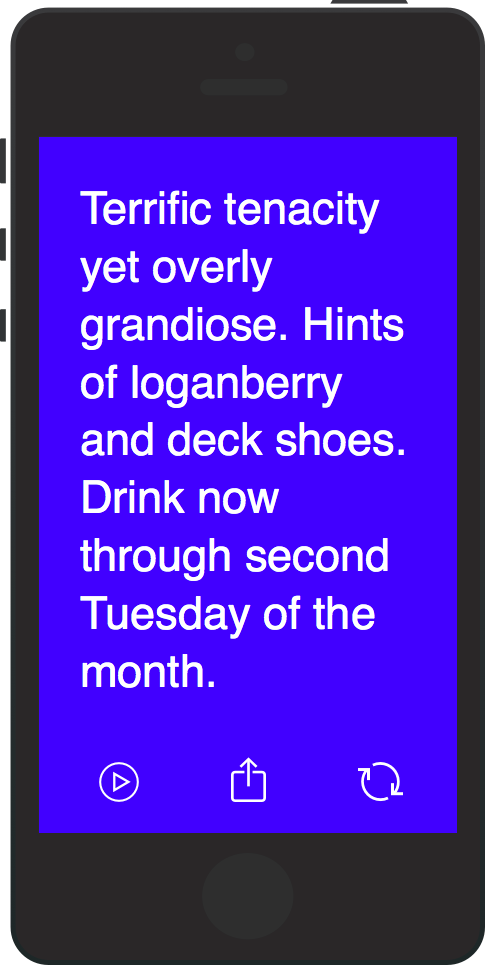 Terrific tenacity
yet overly
grandiose. Hints
of loganberry
and deck shoes.
Drink now
through second
Tuesday of the
month.